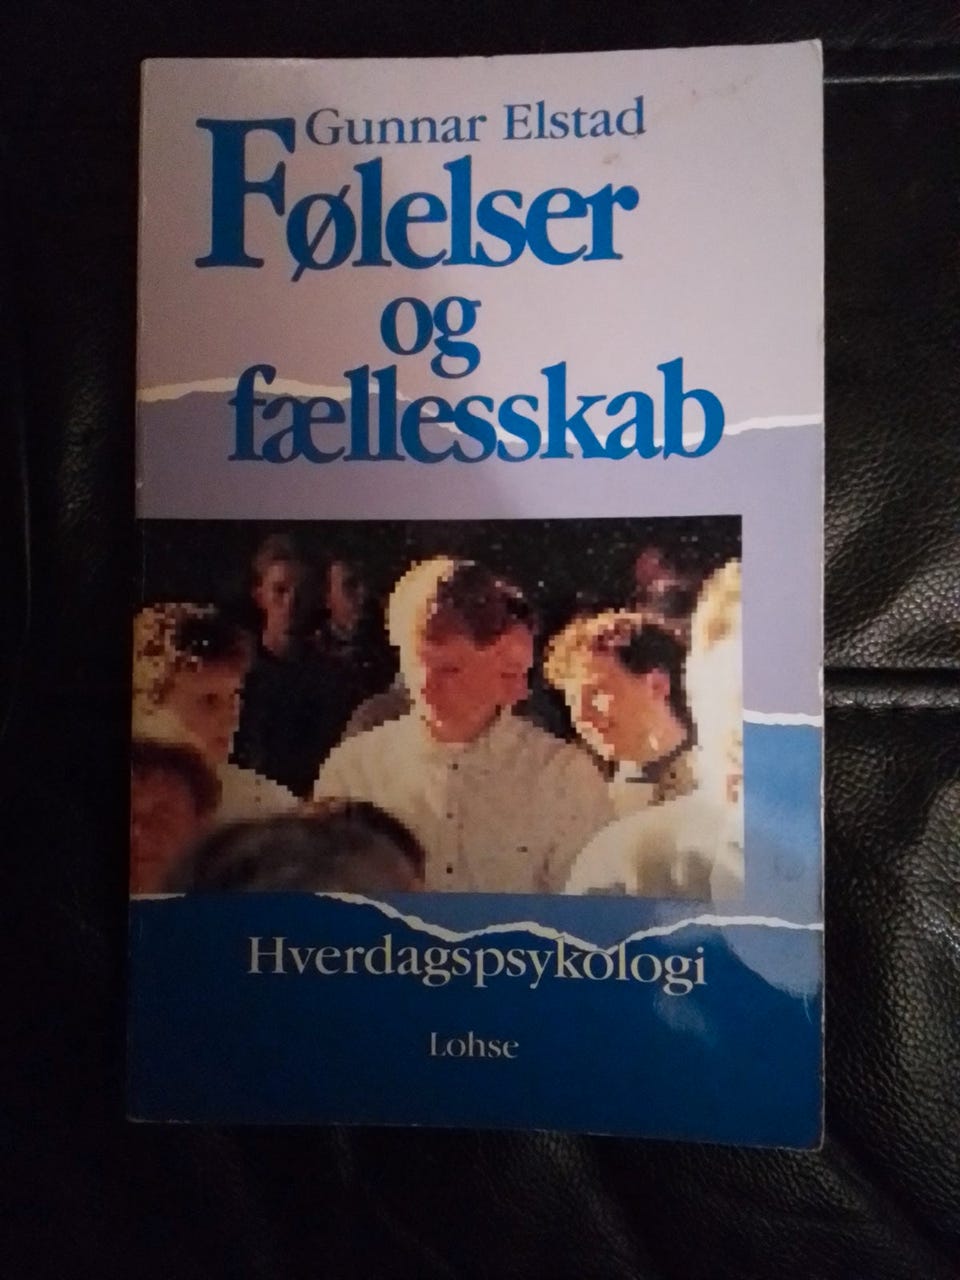 Gunnar Elstad
Følelser
og
fællesskab
Hverdagspsykologi
Lohse